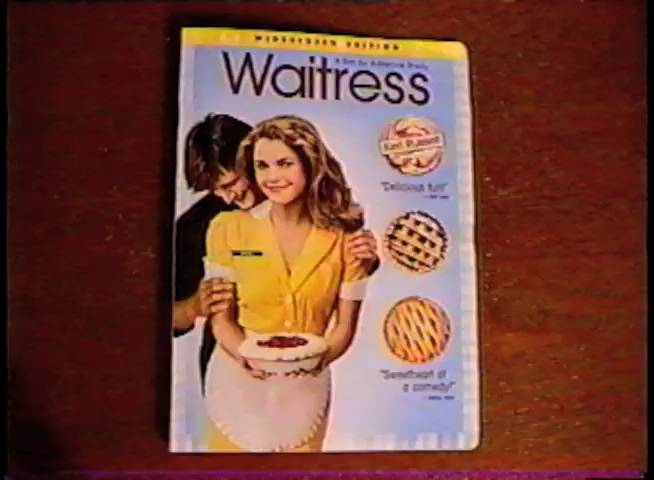 WIDESCREEN EDITION
A film by Adrienne Shelly
Waitress
Keri Russell
"Delicious fun!"
"Sweetheart of
a comedy!"